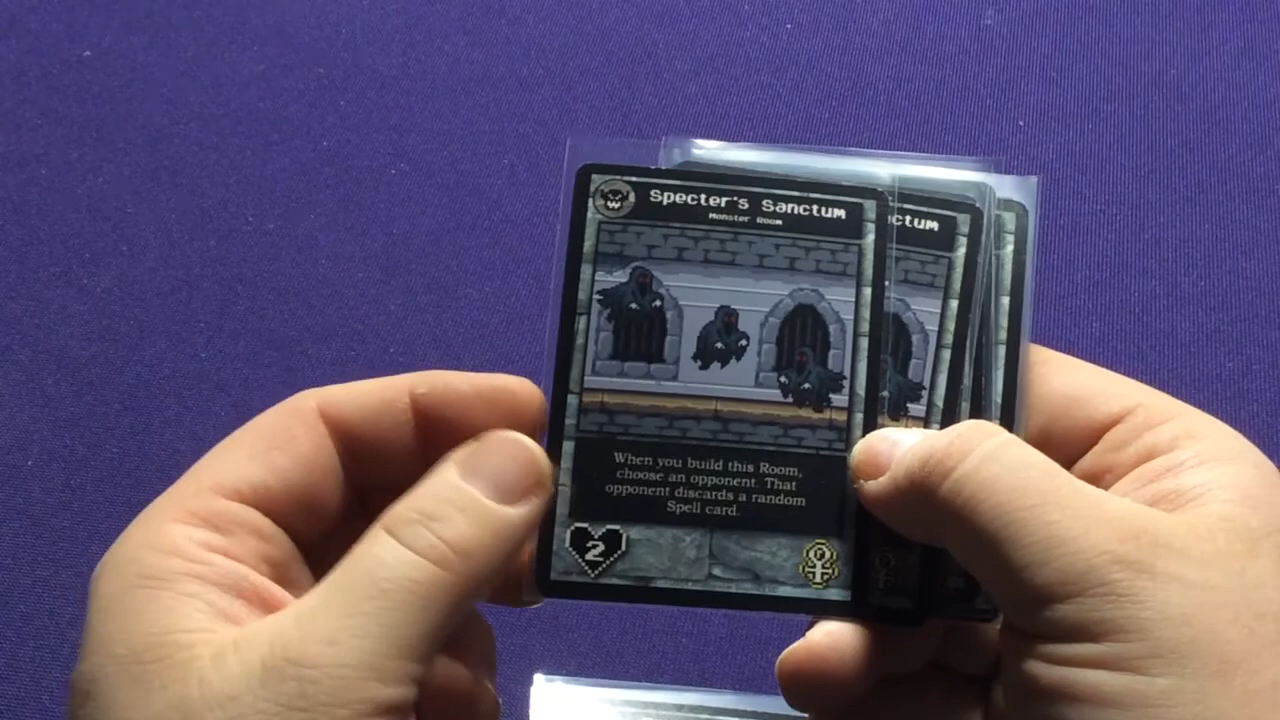 Specter's Sanctum
Monster Room
When you build this Room,
choose an opponent. That
opponent discards a random
Spell card.
2
ctum